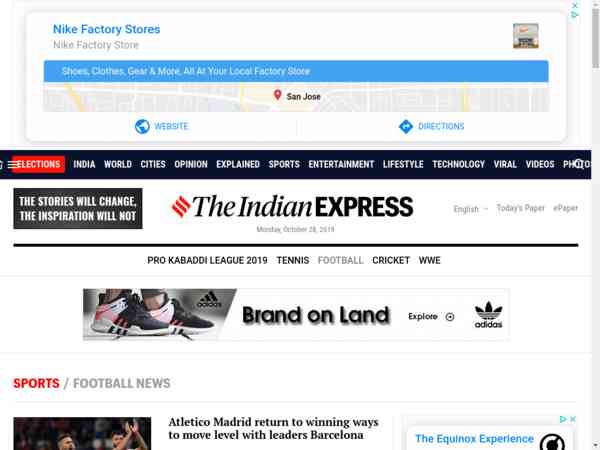 Nike Factory Stores
Nike Factory Store
Shoes, Clothes, Gear & More, All At Your Local Factory Store
San Jose
WEBSITE
DIRECTIONS
ELECTIONS INDIA WORLD CITIES OPINION EXPLAINED SPORTS ENTERTAINMENT LIFESTYLE TECHNOLOGY VIRAL VIDEOS PHOTOS
THE STORIES WILL CHANGE,
THE INSPIRATION WILL NOT
The Indian EXPRESS
Monday, October 28, 2019
English
Today's Paper
ePaper
PRO KABADDI LEAGUE 2019 TENNIS FOOTBALL CRICKET WWE
adidas
Brand on Land
Explore
adidas
SPORTS / FOOTBALL NEWS
Atletico Madrid return to winning ways
to move level with leaders Barcelona
The Equinox Experience